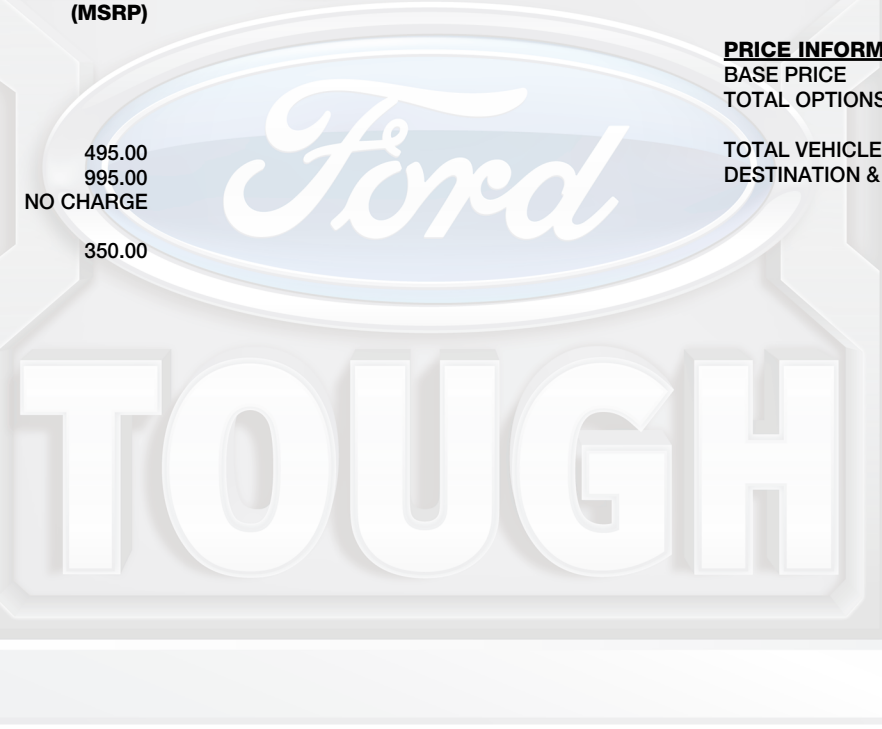 (MSRP)
495.00
995.00
NO CHARGE
350.00
PRICE INFORM
BASE PRICE
TOTAL OPTIONS
TOTAL VEHICLE
DESTINATION &
Ford
TOUGH